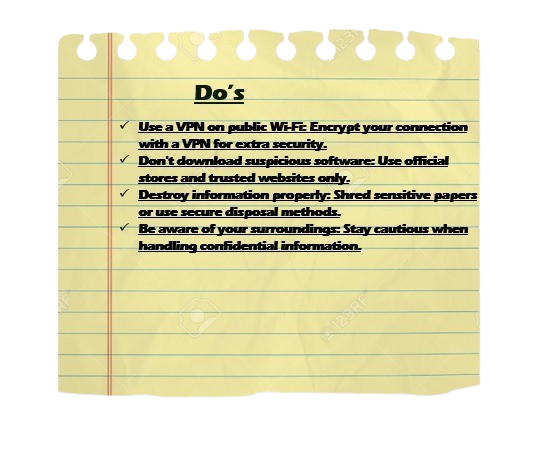 Do's
✓ Use a VPN on public Wi-Fi: Encrypt your connection
with a VPN for extra security.
✓ Don't download suspicious software: Use official
stores and trusted websites only.
✓ Destroy information properly: Shred sensitive papers
or use secure disposal methods.
✓ Be aware of your surroundings: Stay cautious when
handling confidential information.